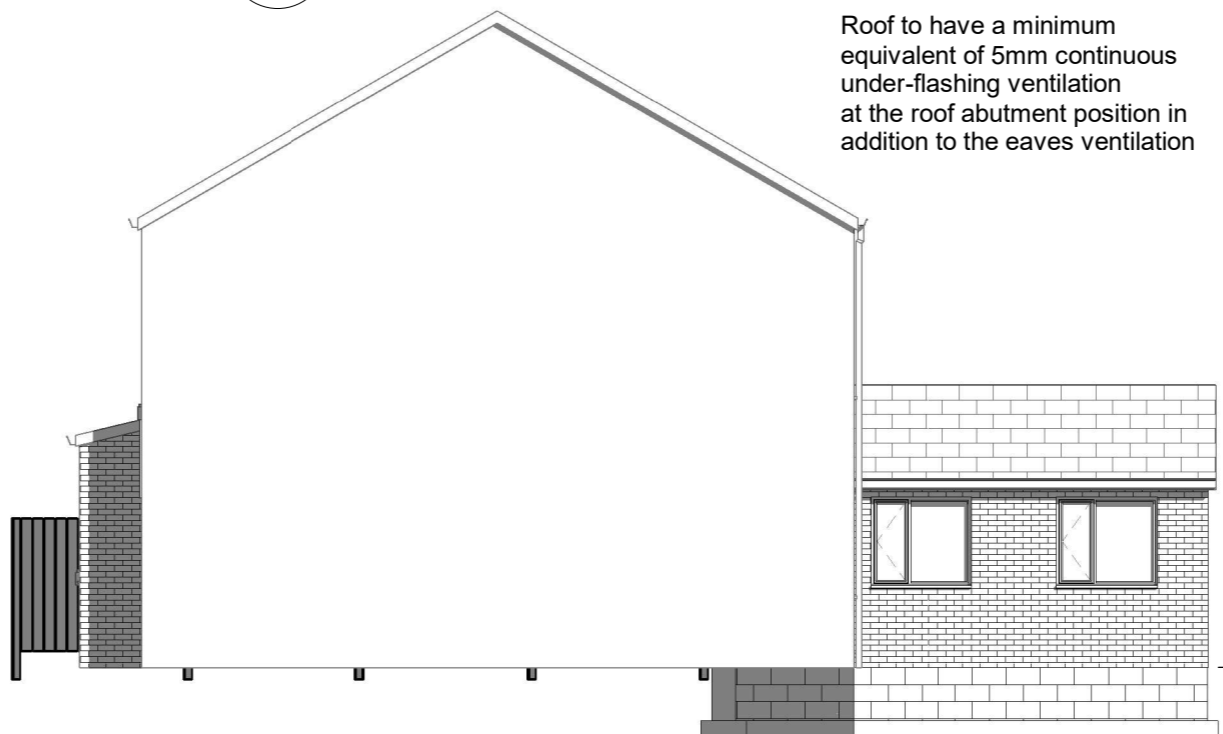 Roof to have a minimum
equivalent of 5mm continuous
under-flashing ventilation
at the roof abutment position in
addition to the eaves ventilation